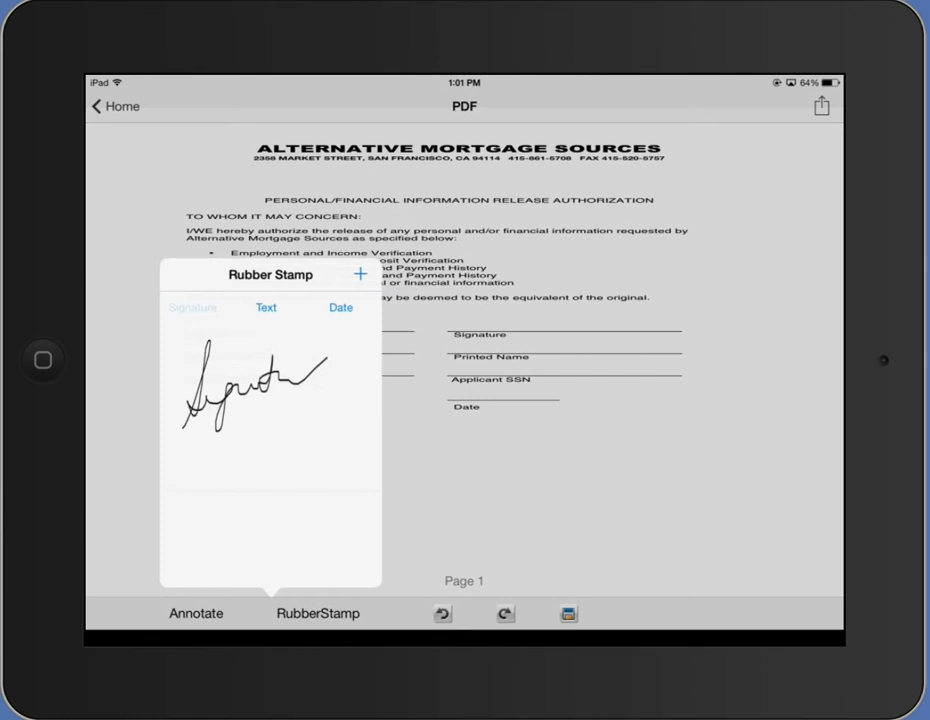 iPad
1:01 PM
64%
Home
PDF
ALTERNATIVE MORTGAGE SOURCES
2358 MARKET STREET, SAN FRANCISCO, CA 94114 415-861-5708 FAX 415-520-5757
PERSONAL/FINANCIAL INFORMATION RELEASE AUTHORIZATION
TO WHOM IT MAY CONCERN:
I/WE hereby authorize the release of any personal and/or financial information requested by
Alternative Mortgage Sources as specified below:
• Employment and Income Verification
osit Verification
nd Payment History
and Payment History
l or financial information
ay be deemed to be the equivalent of the original.
Rubber Stamp +
Signature Text Date
Signature
Signature
Printed Name
Applicant SSN
Date
Page 1
Annotate RubberStamp